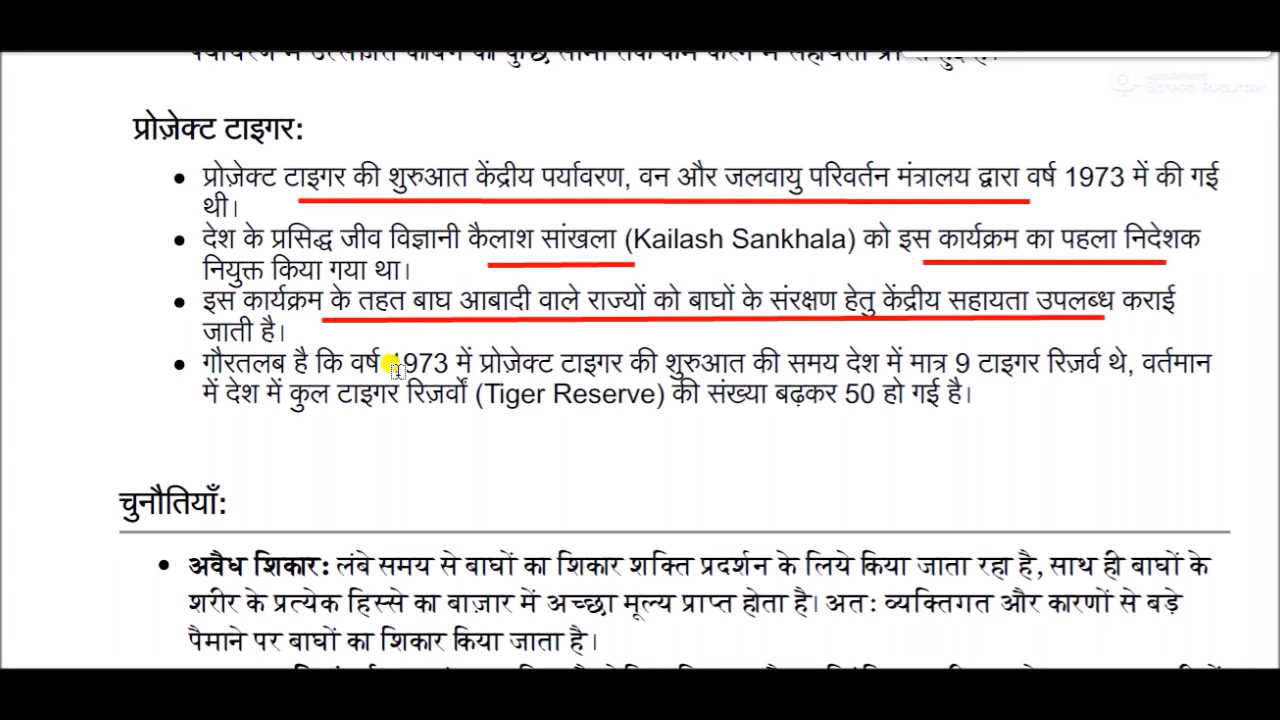 प्रोज़ेक्ट टाइगर:
• प्रोज़ेक्ट टाइगर की शुरुआत केंद्रीय पर्यावरण, वन और जलवायु परिवर्तन मंत्रालय द्वारा वर्ष 1973 में की गई
थी।
• देश के प्रसिद्ध जीव विज्ञानी कैलाश सांखला (Kailash Sankhala) को इस कार्यक्रम का पहला निदेशक
नियुक्त किया गया था।
• इस कार्यक्रम के तहत बाघ आबादी वाले राज्यों को बाघों के संरक्षण हेतु केंद्रीय सहायता उपलब्ध कराई
जाती है।
• गौरतलब है कि वर्ष 1973 में प्रोज़ेक्ट टाइगर की शुरुआत की समय देश में मात्र 9 टाइगर रिज़र्व थे, वर्तमान
में देश में कुल टाइगर रिज़र्वों (Tiger Reserve) की संख्या बढ़कर 50 हो गई है।
चुनौतियाँ:
• अवैध शिकार: लंबे समय से बाघों का शिकार शक्ति प्रदर्शन के लिये किया जाता रहा है, साथ ही बाघों के
शरीर के प्रत्येक हिस्से का बाज़ार में अच्छा मूल्य प्राप्त होता है। अतः व्यक्तिगत और कारणों से बड़े
पैमाने पर बाघों का शिकार किया जाता है।